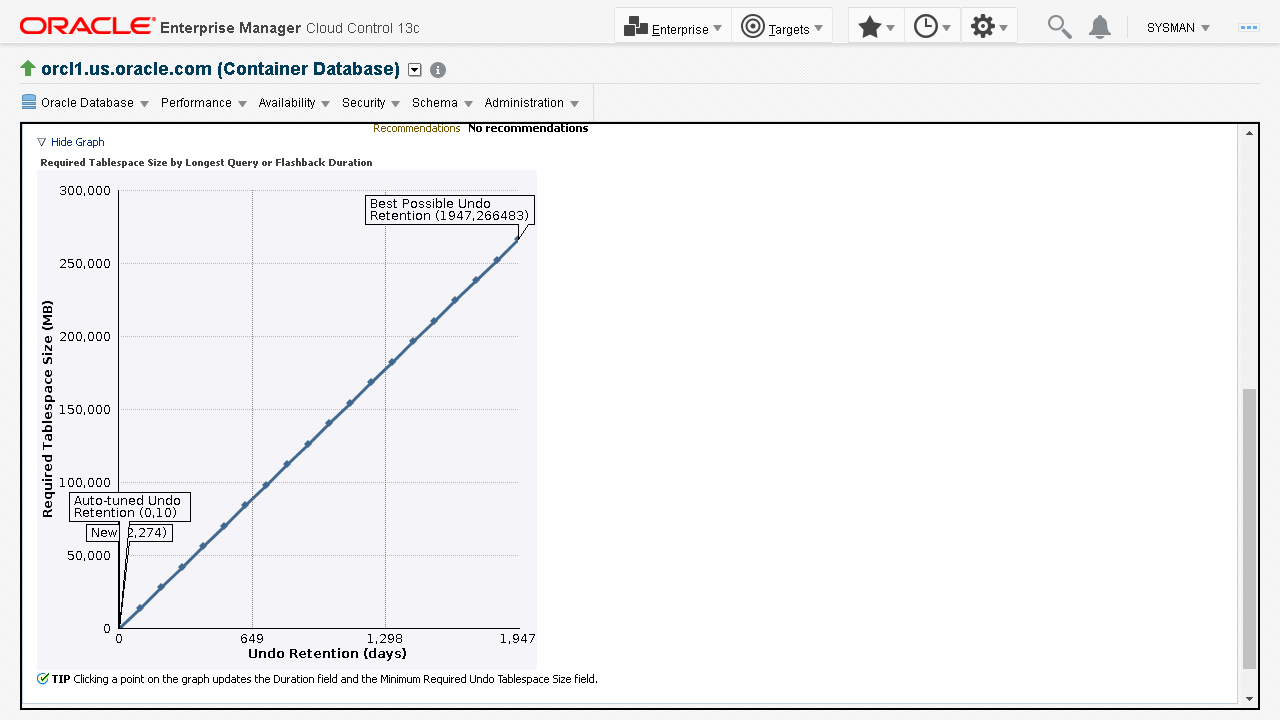 ORACLE® Enterprise Manager Cloud Control 13c
Enterprise
Targets
SYSMAN
orcl1.us.oracle.com (Container Database)
Oracle Database
Performance
Availability
Security
Schema
Administration
Recommendations No recommendations
Hide Graph
Required Tablespace Size by Longest Query or Flashback Duration
300,000
250,000
200,000
150,000
100,000
50,000
0
Required Tablespace Size (MB)
Best Possible Undo
Retention (1947,266483)
Auto-tuned Undo
Retention (0,10)
New 2,274)
0
649
1,298
1,947
Undo Retention (days)
TIP Clicking a point on the graph updates the Duration field and the Minimum Required Undo Tablespace Size field.